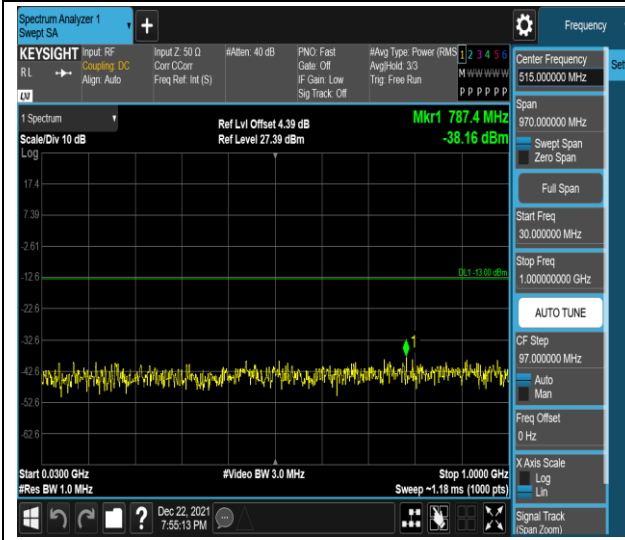 Spectrum Analyzer 1
Swept SA
+
Frequency
KEYSIGHT
RL
LXI
Input: RF
Coupling: DC
Align: Auto
Input Z: 50 Ω
Corr CCorr
Freq Ref: Int (S)
#Atten: 40 dB
PNO: Fast
Gate: Off
IF Gain: Low
Sig Track: Off
#Avg Type: Power (RMS
Avg|Hold: 3/3
Trig: Free Run
1 2 3 4 5 6
M W W W W W
P P P P P P
1 Spectrum
Scale/Div 10 dB
Log
Ref Lvl Offset 4.39 dB
Ref Level 27.39 dBm
Mkr1 787.4 MHz
-38.16 dBm
17.4
7.39
-2.61
-12.6
-22.6
-32.6
-42.6
-52.6
-62.6
DL1 -13.00 dBm
1
Start 0.0300 GHz
#Res BW 1.0 MHz
#Video BW 3.0 MHz
Stop 1.0000 GHz
Sweep ~1.18 ms (1000 pts)
?
Dec 22, 2021
7:55:13 PM
Center Frequency
515.000000 MHz
Set
Span
970.000000 MHz
Swept Span
Zero Span
Full Span
Start Freq
30.000000 MHz
Stop Freq
1.000000000 GHz
AUTO TUNE
CF Step
97.000000 MHz
Auto
Man
Freq Offset
0 Hz
X Axis Scale
Log
Lin
Signal Track
(Span Zoom)